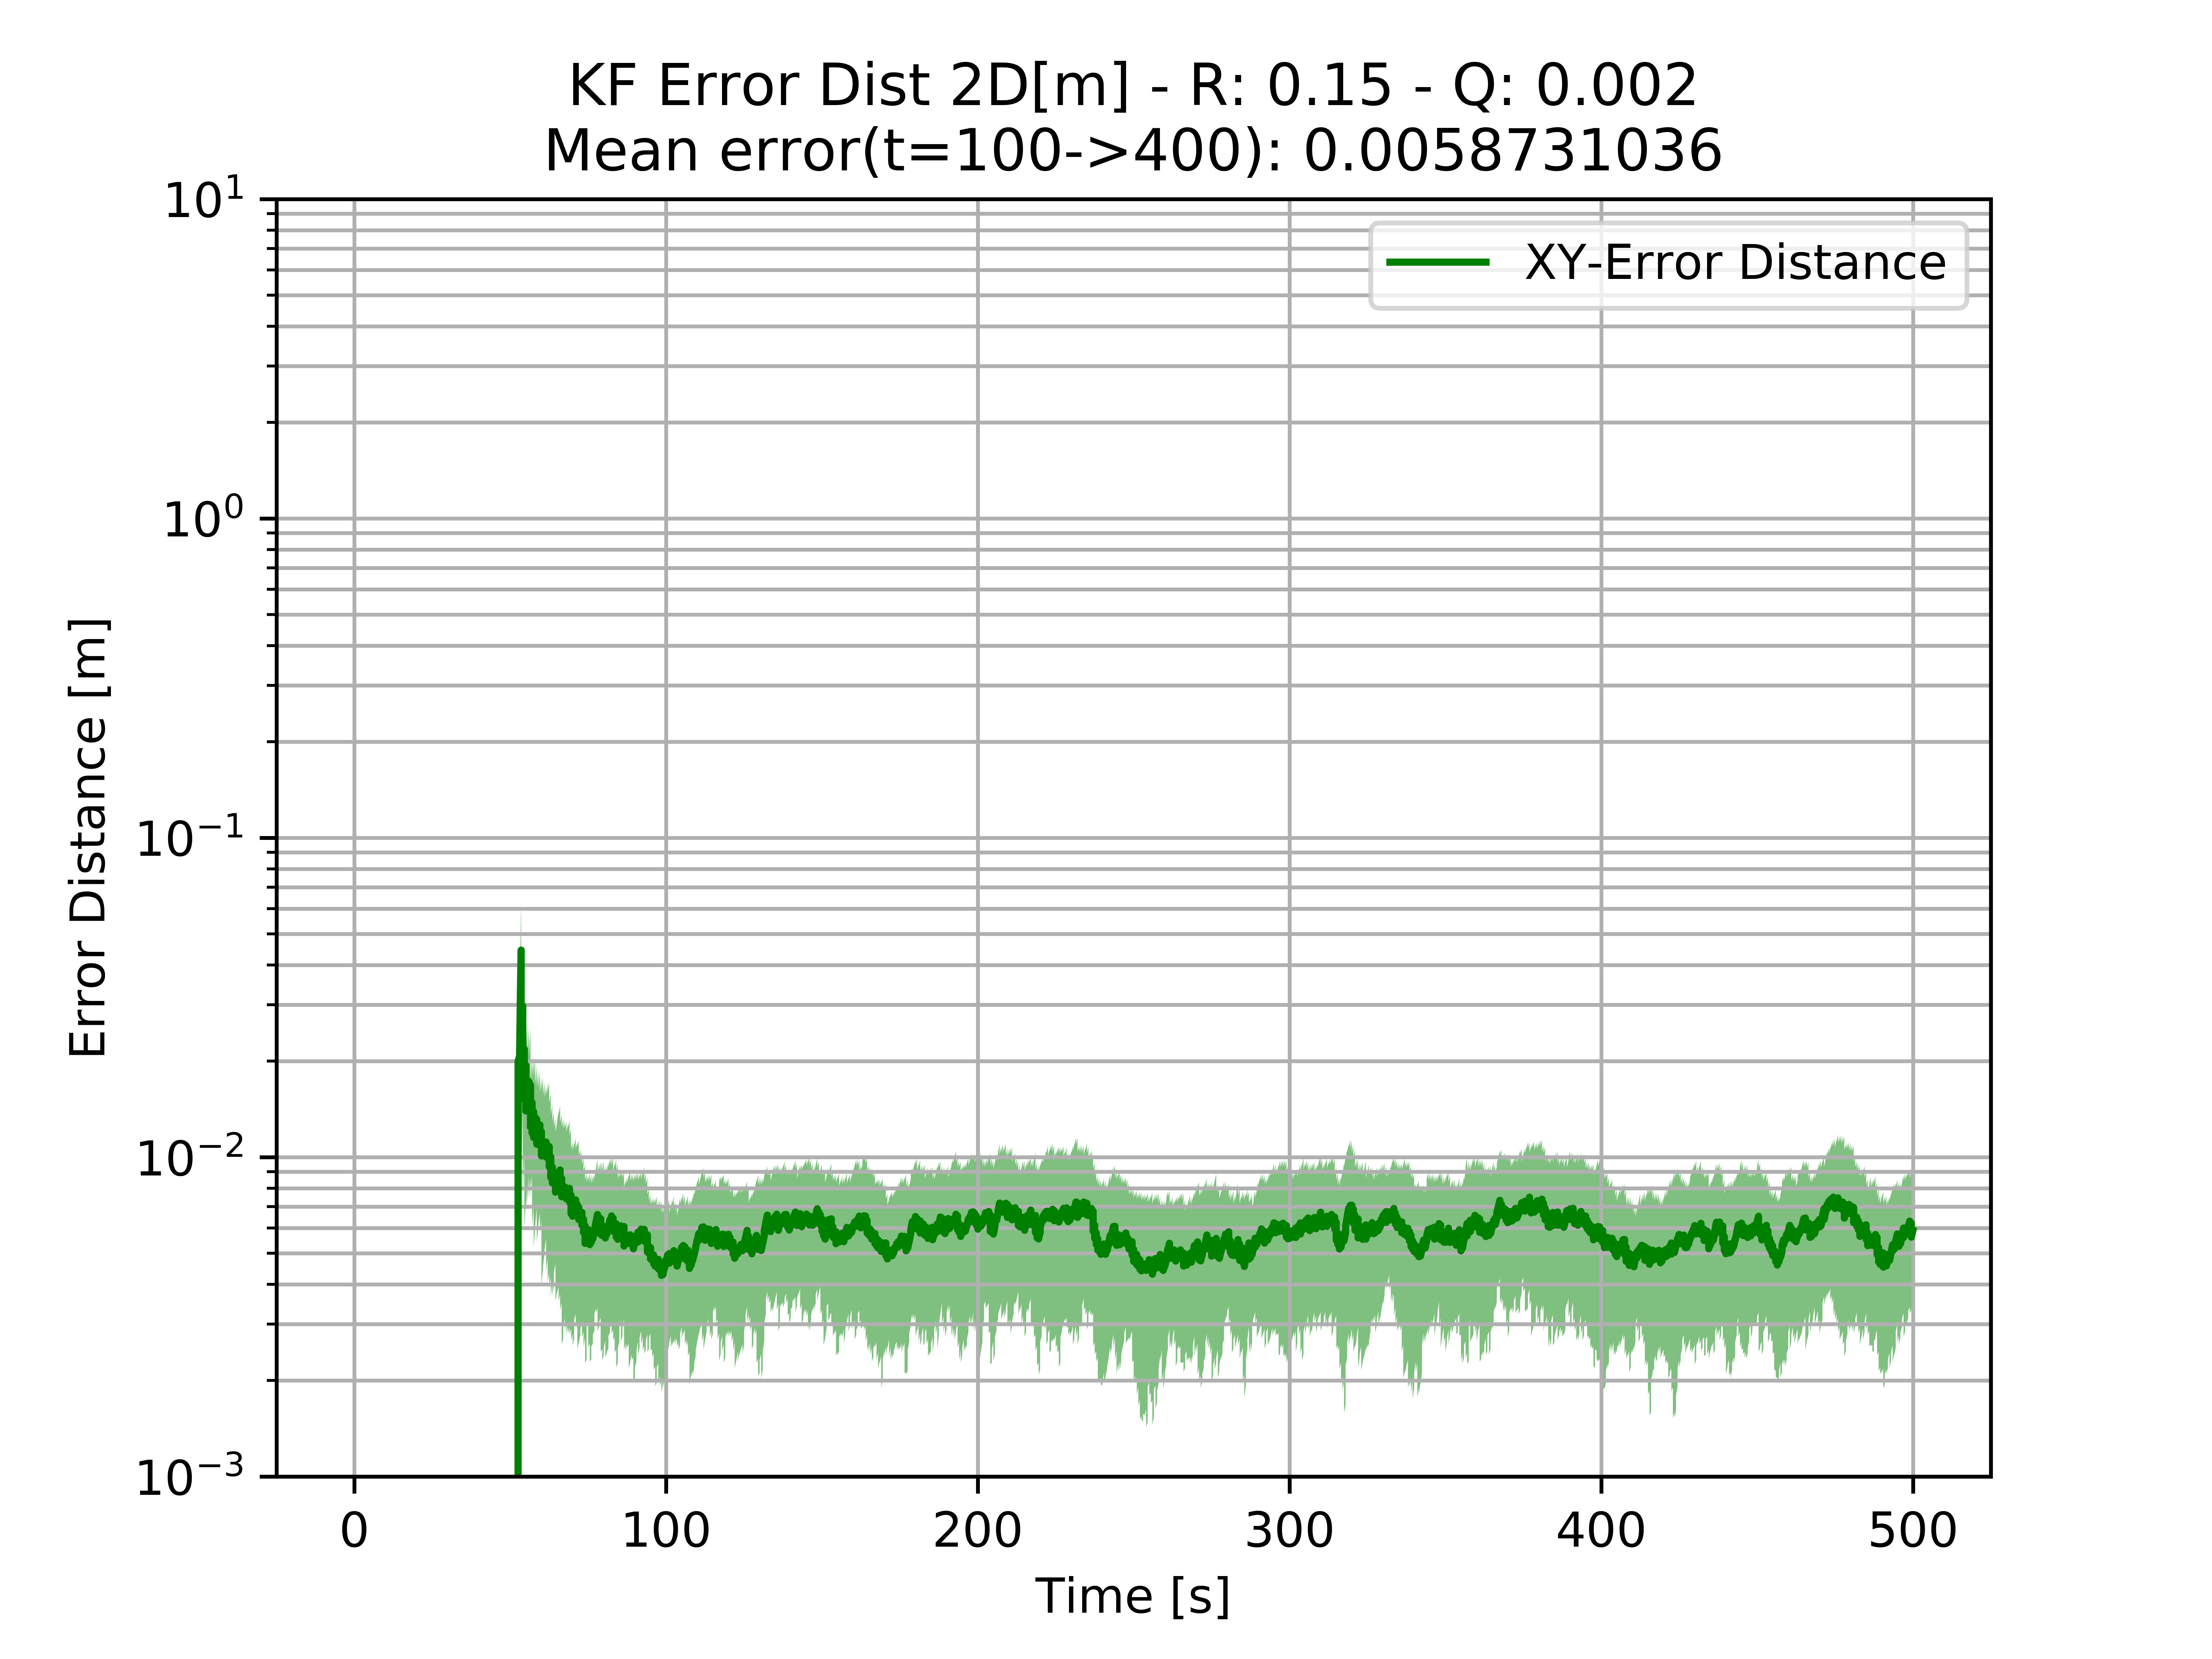 KF Error Dist 2D[m] - R: 0.15 - Q: 0.002
Mean error(t=100->400): 0.0058731036
XY-Error Distance
Error Distance [m]
10¹
10⁰
10⁻¹
10⁻²
10⁻³
0 100 200 300 400 500
Time [s]